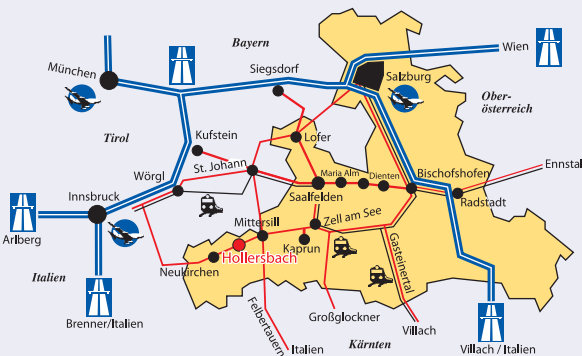 Bayern
Wien
München
Siegsdorf
Salzburg
Ober-
österreich
Tirol
Kufstein
Lofer
St. Johann
Maria Alm
Dienten
Bischofshofen
Ennstal
Wörgl
Saalfelden
Radstadt
Innsbruck
Mittersill
Zell am See
Arlberg
Hollersbach
Kaprun
Gasteinertal
Italien
Neukirchen
Felbertauern
Großglockner
Brenner/Italien
Villach
Italien
Kärnten
Villach / Italien